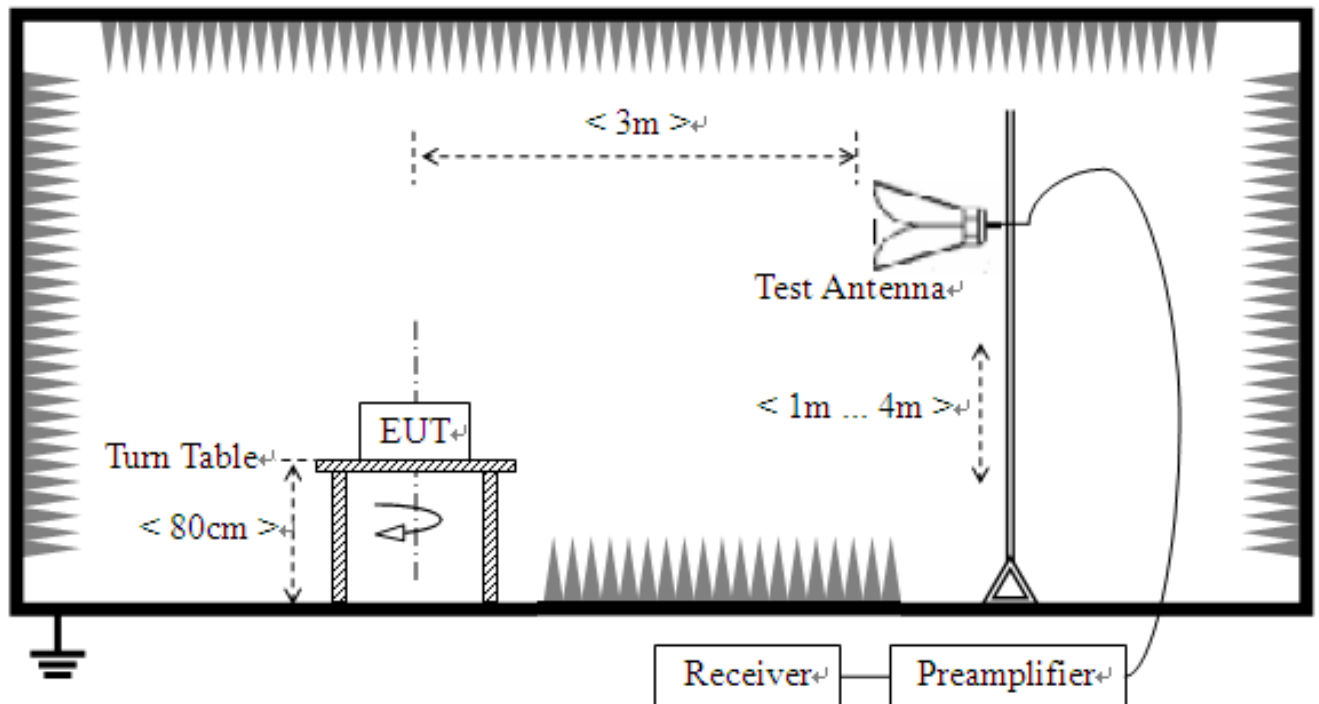 < 3m >↵
Test Antenna↵
< 1m ... 4m >↵
EUT↵
Turn Table↵
< 80cm >↵
Receiver↵
Preamplifier↵